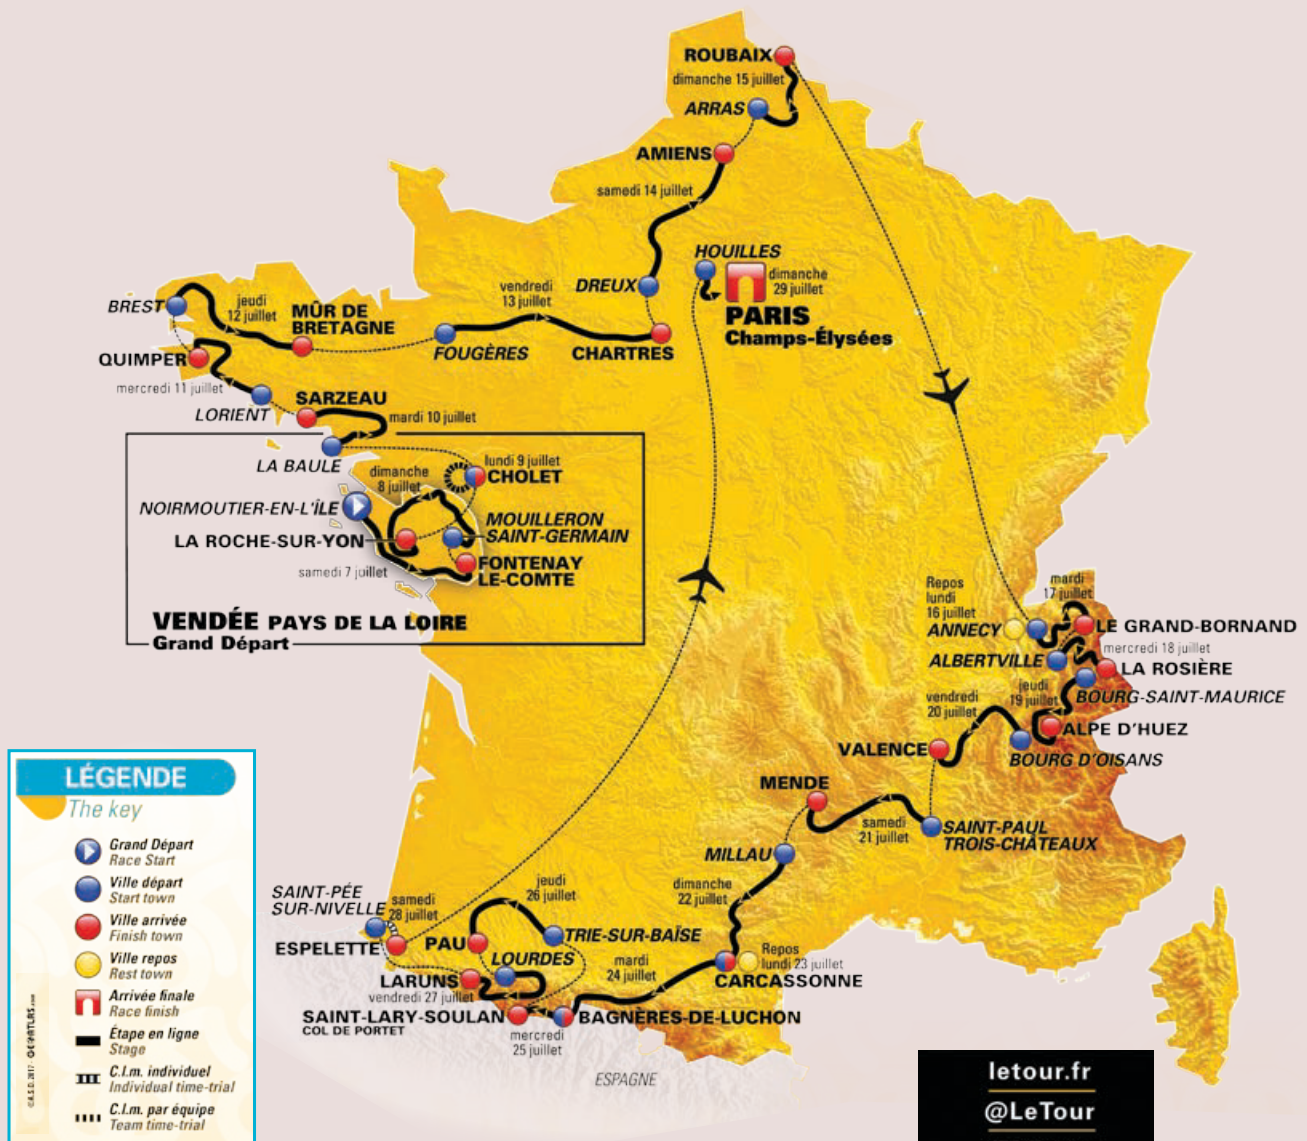 ROUBAIX
dimanche 15 juillet
ARRAS
AMIENS
samedi 14 juillet
HOUILLES
DREUX
dimanche
29 juillet
PARIS
Champs-Élysées
vendredi
13 juillet
BREST
jeudi
12 juillet
MÛR DE
BRETAGNE
FOUGÈRES
CHARTRES
QUIMPER
mercredi 11 juillet
LORIENT
SARZEAU
mardi 10 juillet
LA BAULE
lundi 9 juillet
CHOLET
dimanche
8 juillet
NOIRMOUTIER-EN-L'ÎLE
MOUILLERON
SAINT-GERMAIN
LA ROCHE-SUR-YON
FONTENAY
LE-COMTE
samedi 7 juillet
VENDÉE PAYS DE LA LOIRE
Grand Départ
Repos
lundi
16 juillet
ANNECY
mardi
17 juillet
LE GRAND-BORNAND
mercredi 18 juillet
ALBERTVILLE
LA ROSIÈRE
jeudi
19 juillet
BOURG-SAINT-MAURICE
vendredi
20 juillet
ALPE D'HUEZ
VALENCE
BOURG D'OISANS
MENDE
samedi
21 juillet
SAINT-PAUL
TROIS-CHÂTEAUX
MILLAU
dimanche
22 juillet
jeudi
26 juillet
SAINT-PÉE
SUR-NIVELLE
samedi
28 juillet
ESPELETTE
PAU
TRIE-SUR-BAÏSE
LOURDES
mardi
24 juillet
Repos
lundi 23 juillet
CARCASSONNE
LARUNS
vendredi 27 juillet
SAINT-LARY-SOULAN
COL DE PORTET
BAGNÈRES-DE-LUCHON
mercredi
25 juillet
ESPAGNE
LÉGENDE
The key
Grand Départ
Race Start
Ville départ
Start town
Ville arrivée
Finish town
Ville repos
Rest town
Arrivée finale
Race finish
Étape en ligne
Stage
C.l.m. individuel
Individual time-trial
C.l.m. par équipe
Team time-trial
letour.fr
@LeTour